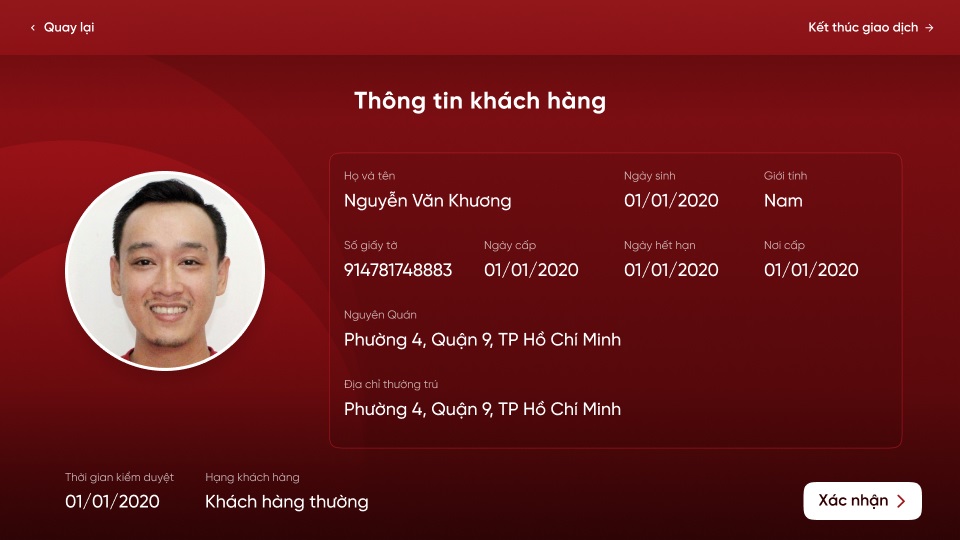 Quay lại
Kết thúc giao dịch
Thông tin khách hàng
Họ và tên
Ngày sinh
Giới tính
Nguyễn Văn Khương
01/01/2020
Nam
Số giấy tờ
Ngày cấp
Ngày hết hạn
Nơi cấp
914781748883
01/01/2020
01/01/2020
01/01/2020
Nguyên Quán
Phường 4, Quận 9, TP Hồ Chí Minh
Địa chỉ thường trú
Phường 4, Quận 9, TP Hồ Chí Minh
Thời gian kiểm duyệt
Hạng khách hàng
01/01/2020
Khách hàng thường
Xác nhận